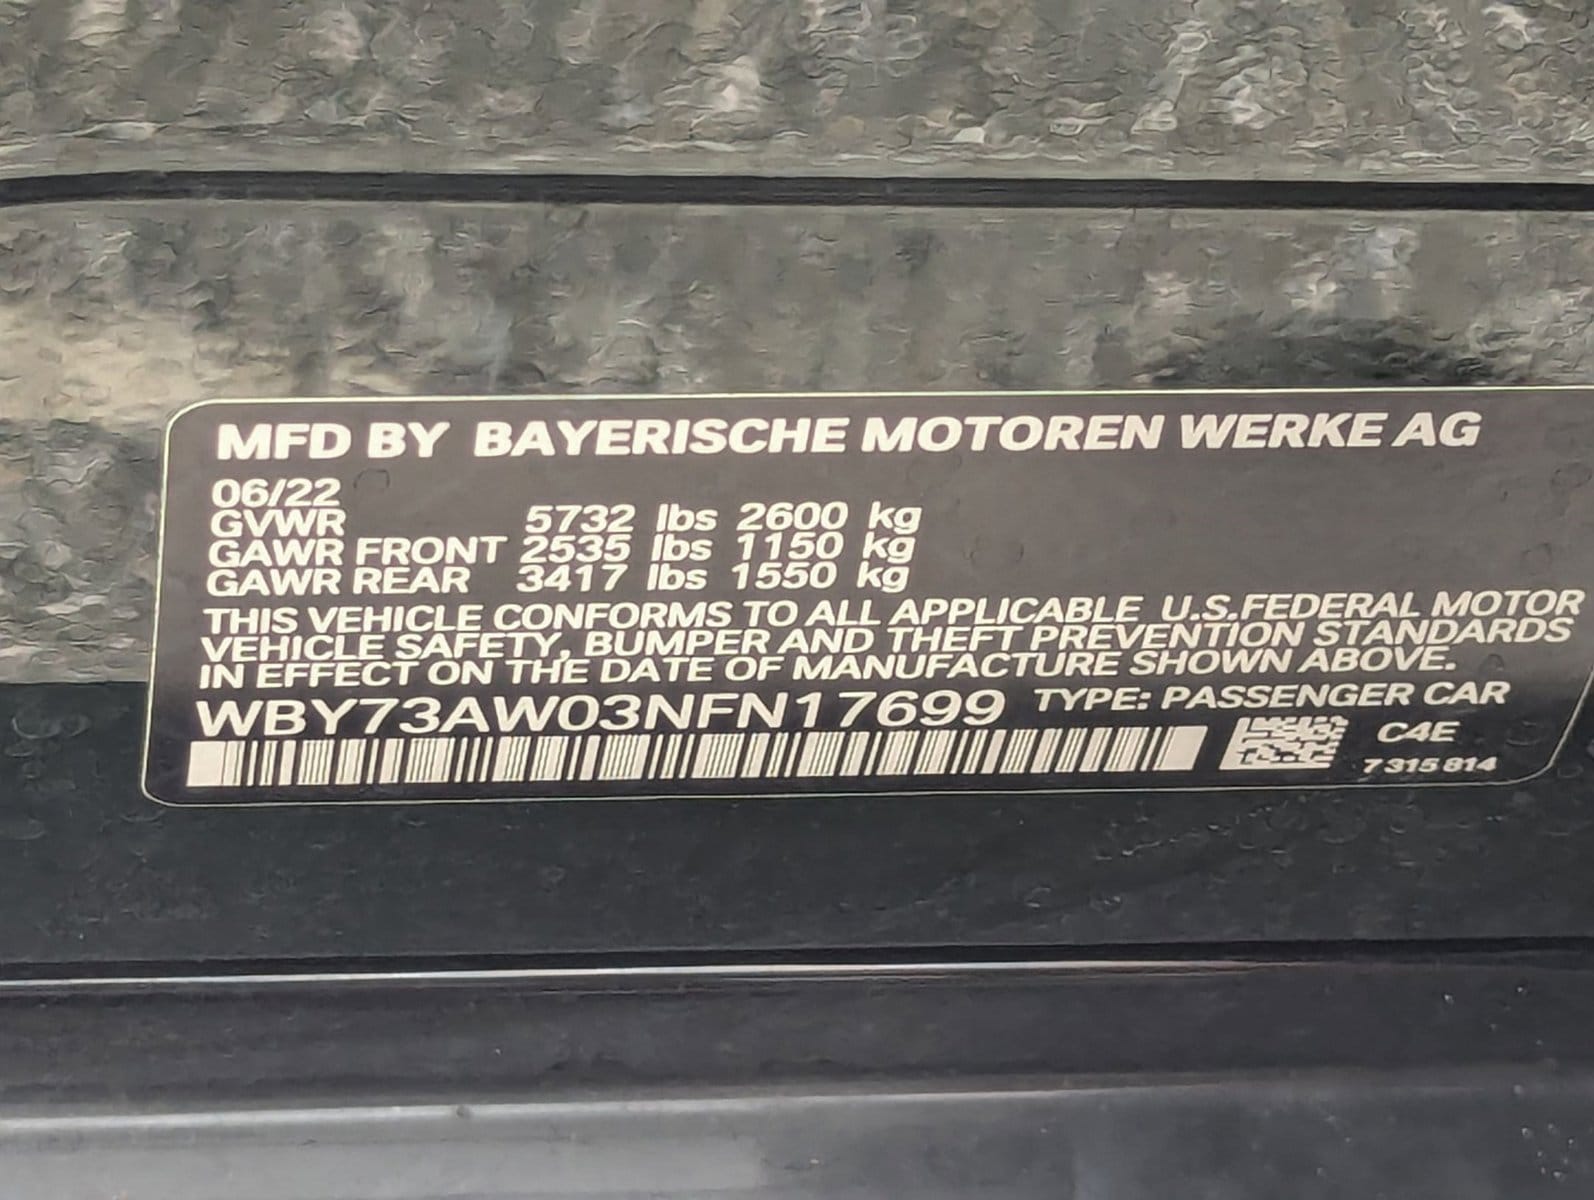 MFD BY BAYERISCHE MOTOREN WERKE AG
06/22
GVWR 5732 lbs 2600 kg
GAWR FRONT 2535 lbs 1150 kg
GAWR REAR 3417 lbs 1550 kg
THIS VEHICLE CONFORMS TO ALL APPLICABLE U.S.FEDERAL MOTOR
VEHICLE SAFETY, BUMPER AND THEFT PREVENTION STANDARDS
IN EFFECT ON THE DATE OF MANUFACTURE SHOWN ABOVE.
WBY73AW03NFN17699 TYPE: PASSENGER CAR
C4E
7 315 814